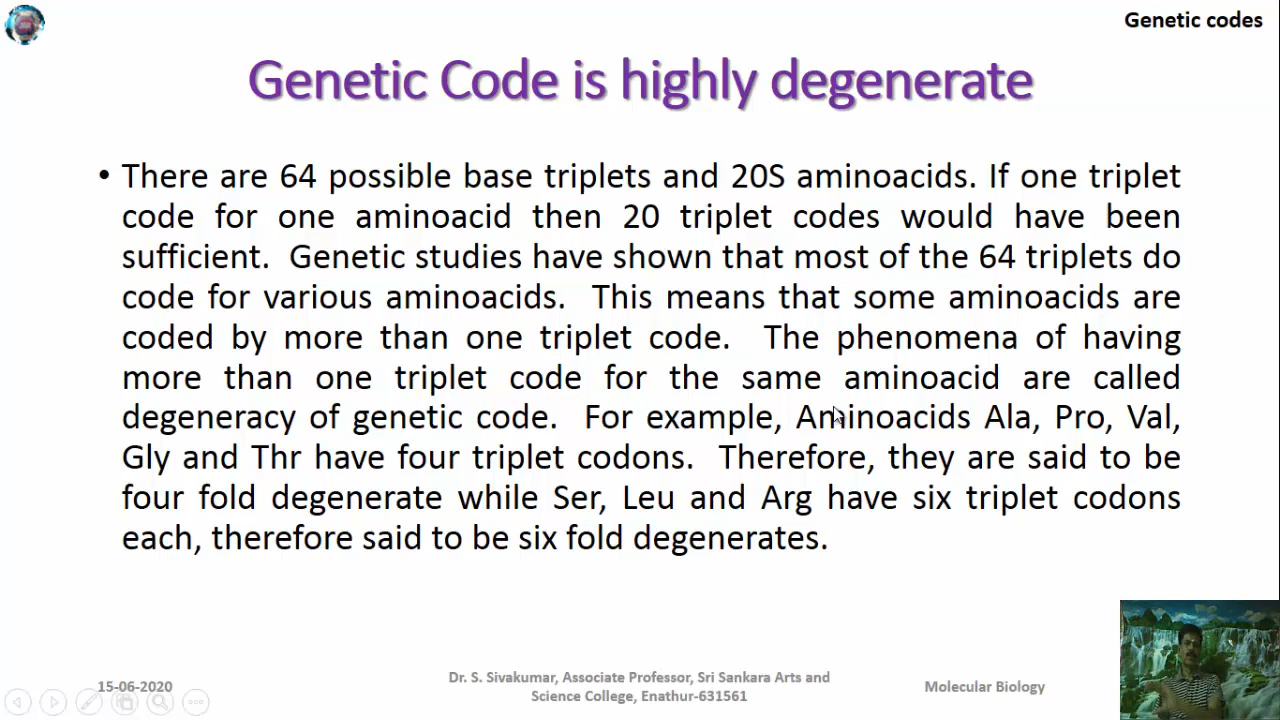 Genetic codes
Genetic Code is highly degenerate
• There are 64 possible base triplets and 20S aminoacids. If one triplet
code for one aminoacid then 20 triplet codes would have been
sufficient. Genetic studies have shown that most of the 64 triplets do
code for various aminoacids. This means that some aminoacids are
coded by more than one triplet code. The phenomena of having
more than one triplet code for the same aminoacid are called
degeneracy of genetic code. For example, Aminoacids Ala, Pro, Val,
Gly and Thr have four triplet codons. Therefore, they are said to be
four fold degenerate while Ser, Leu and Arg have six triplet codons
each, therefore said to be six fold degenerates.
15-06-2020
Dr. S. Sivakumar, Associate Professor, Sri Sankara Arts and
Science College, Enathur-631561
Molecular Biology